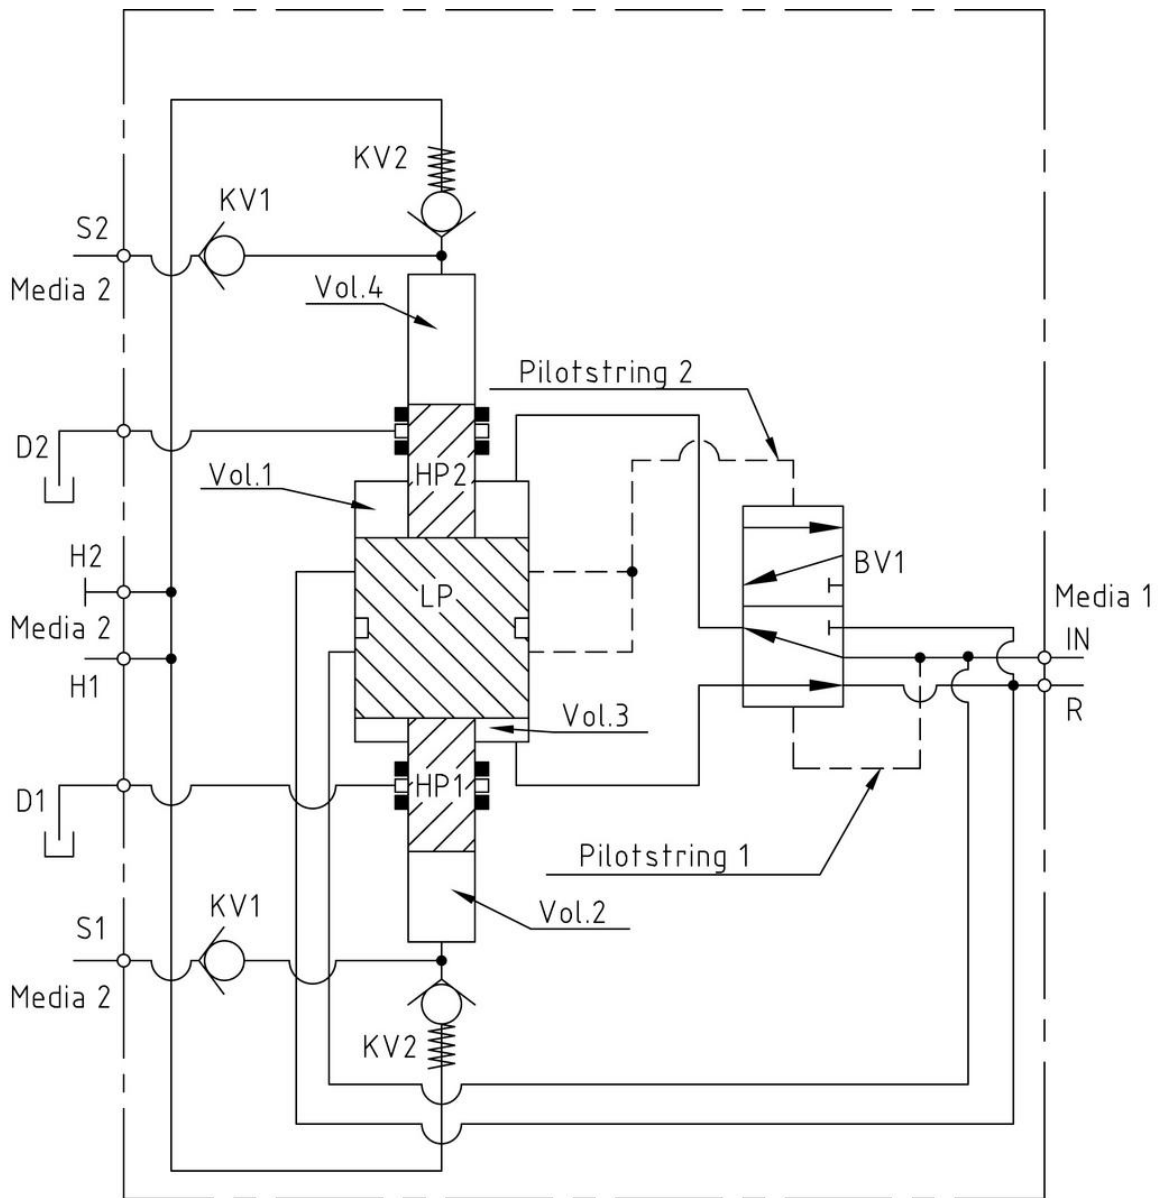 KV2
KV1
S2
Media 2
Vol.4
Pilotstring 2
D2
Vol.1
HP2
H2
BV1
LP
Media 1
Media 2
IN
H1
R
Vol.3
D1
HP1
Pilotstring 1
KV1
Vol.2
S1
Media 2
KV2